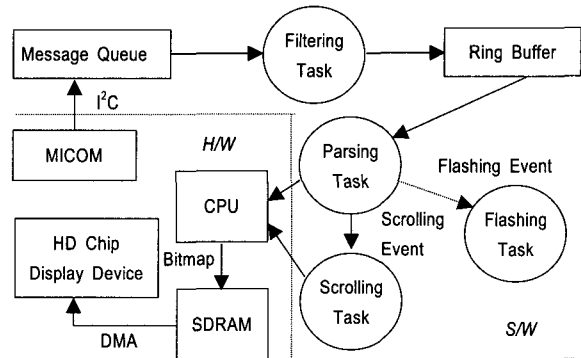 Message Queue
Filtering
Task
Ring Buffer
I²C
MICOM
H/W
Parsing
Task
Flashing Event
CPU
Scrolling
Event
Flashing
Task
HD Chip
Display Device
Bitmap
Scrolling
Task
SDRAM
DMA
S/W